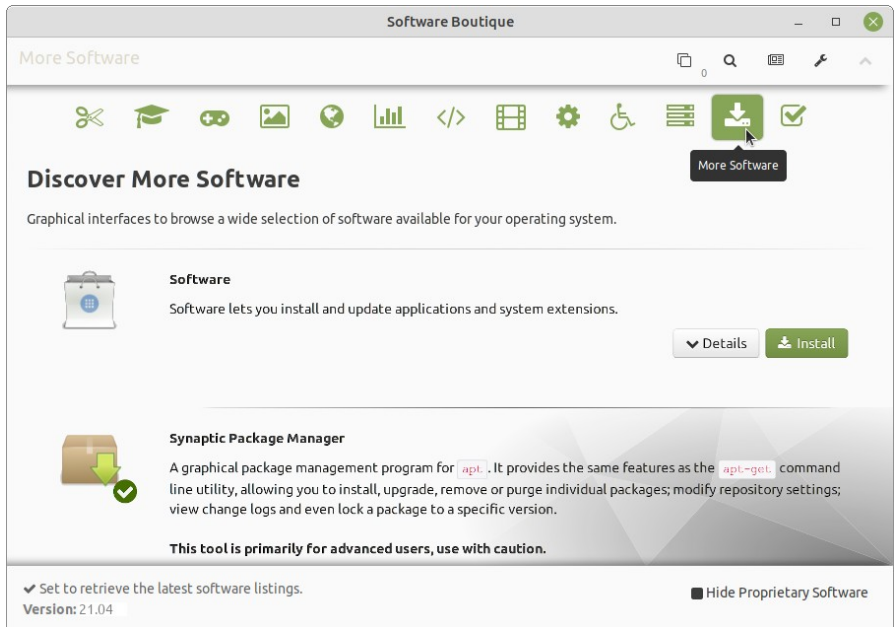 Software Boutique
More Software
0
</>
More Software
Discover More Software
Graphical interfaces to browse a wide selection of software available for your operating system.
Software
Software lets you install and update applications and system extensions.
Details
Install
Synaptic Package Manager
A graphical package management program for apt . It provides the same features as the apt-get command
line utility, allowing you to install, upgrade, remove or purge individual packages; modify repository settings;
view change logs and even lock a package to a specific version.
This tool is primarily for advanced users, use with caution.
Set to retrieve the latest software listings.
Hide Proprietary Software
Version: 21.04